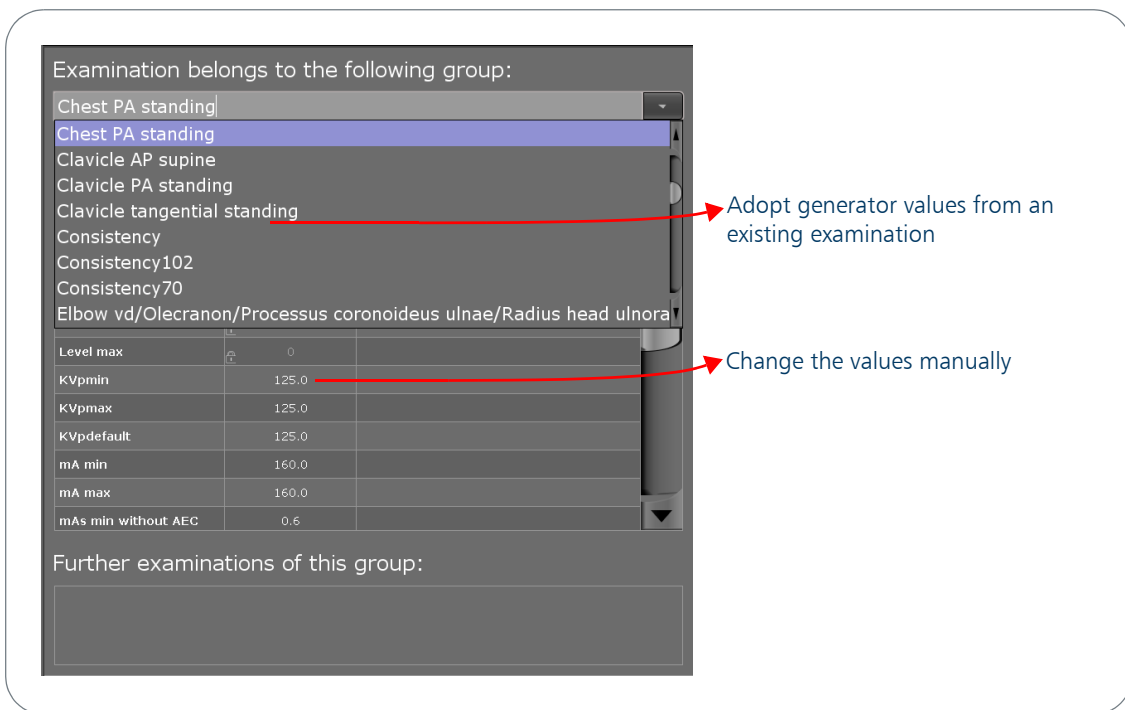 Examination belongs to the following group:
Chest PA standing
Chest PA standing
Clavicle AP supine
Clavicle PA standing
Clavicle tangential standing
Consistency
Consistency102
Consistency70
Elbow vd/Olecranon/Processus coronoideus ulnae/Radius head ulnora
Level max 0
KVpmin 125.0
KVpmax 125.0
KVpdefault 125.0
mA min 160.0
mA max 160.0
mAs min without AEC 0.6
Further examinations of this group:
Adopt generator values from an
existing examination
Change the values manually